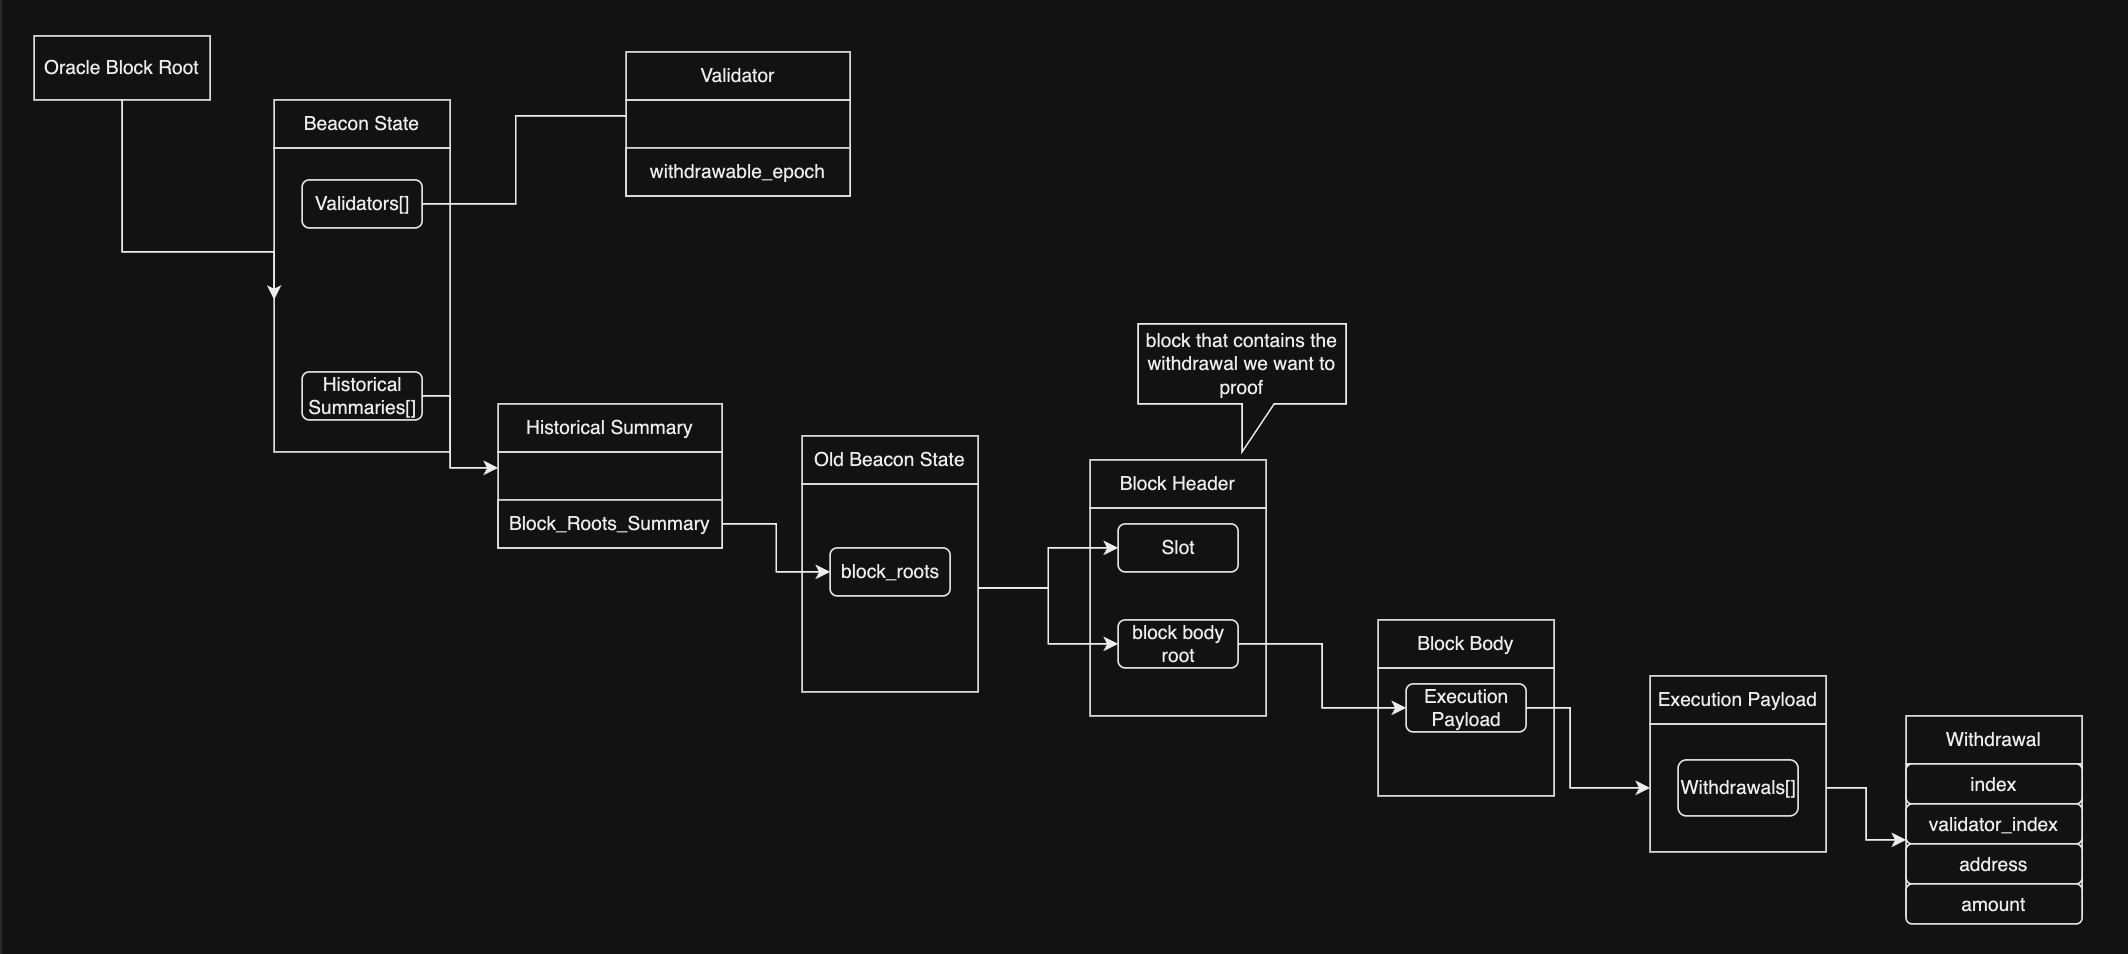 Oracle Block Root
Beacon State
Validators[]
Historical
Summaries[]
Validator
withdrawable_epoch
Historical Summary
Block_Roots_Summary
Old Beacon State
block_roots
block that contains the
withdrawal we want to
proof
Block Header
Slot
block body
root
Block Body
Execution
Payload
Execution Payload
Withdrawals[]
Withdrawal
index
validator_index
address
amount